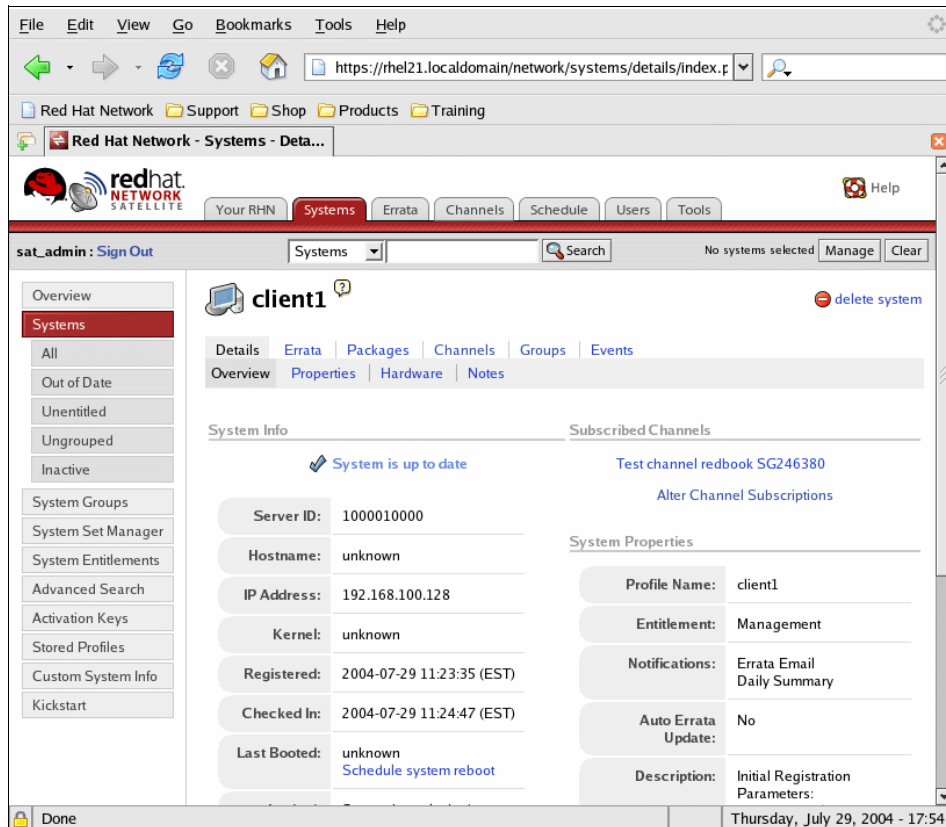 File Edit View Go Bookmarks Tools Help
https://rhel21.localdomain/network/systems/details/index.p
Red Hat Network Support Shop Products Training
Red Hat Network - Systems - Deta...
redhat.
NETWORK
SATELLITE
Help
Your RHN Systems Errata Channels Schedule Users Tools
sat_admin : Sign Out Systems Search No systems selected Manage Clear
Overview
Systems
All
Out of Date
Unentitled
Ungrouped
Inactive
System Groups
System Set Manager
System Entitlements
Advanced Search
Activation Keys
Stored Profiles
Custom System Info
Kickstart
client1 ?
delete system
Details Errata Packages Channels Groups Events
Overview Properties Hardware Notes
System Info
System is up to date
Server ID: 1000010000
Hostname: unknown
IP Address: 192.168.100.128
Kernel: unknown
Registered: 2004-07-29 11:23:35 (EST)
Checked In: 2004-07-29 11:24:47 (EST)
Last Booted: unknown
Schedule system reboot
Subscribed Channels
Test channel redbook SG246380
Alter Channel Subscriptions
System Properties
Profile Name: client1
Entitlement: Management
Notifications: Errata Email
Daily Summary
Auto Errata Update: No
Description: Initial Registration
Parameters:
Done Thursday, July 29, 2004 - 17:54